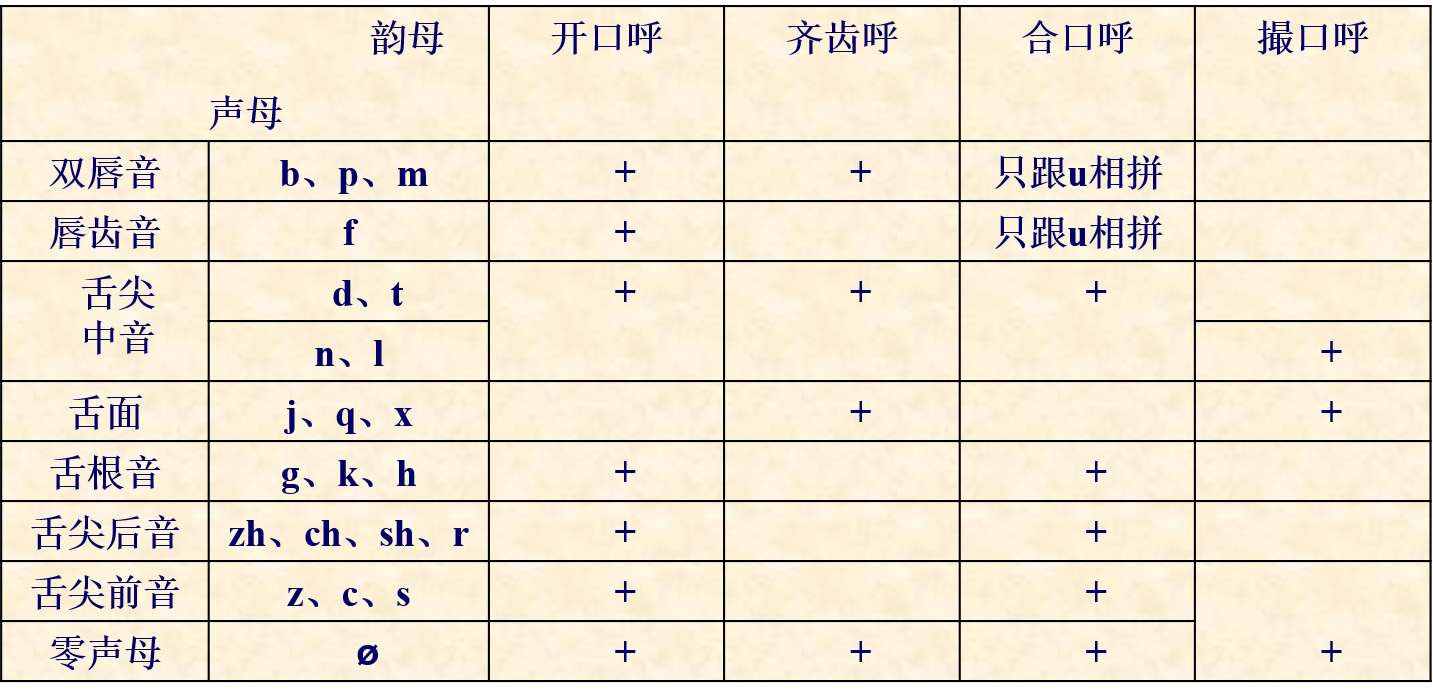 韵母 开口呼 齐齿呼 合口呼 撮口呼
声母
双唇音 b、p、m + + 只跟u相拼
唇齿音 f + 只跟u相拼
舌尖 d、t + + +
中音 n、l +
舌面 j、q、x + +
舌根音 g、k、h + +
舌尖后音 zh、ch、sh、r + +
舌尖前音 z、c、s + +
零声母 ø + + + +